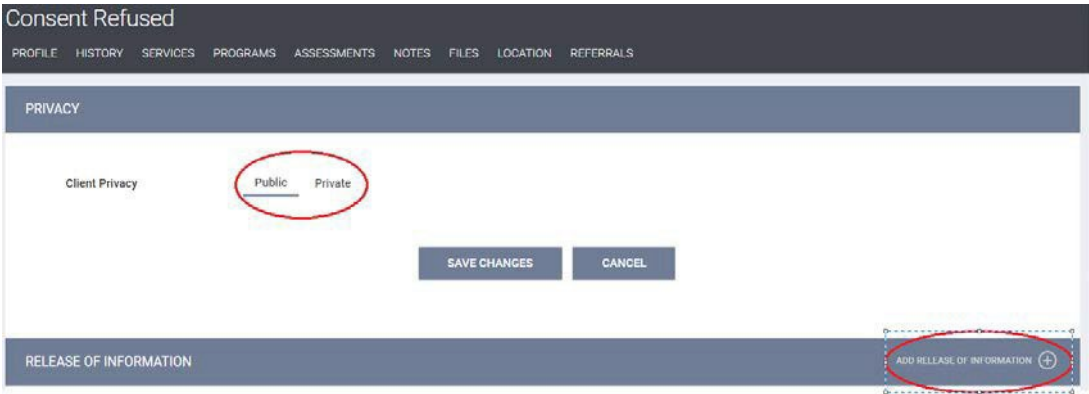 Consent Refused
PROFILE HISTORY SERVICES PROGRAMS ASSESSMENTS NOTES FILES LOCATION REFERRALS
PRIVACY
Client Privacy Public Private
SAVE CHANGES CANCEL
RELEASE OF INFORMATION ADD RELEASE OF INFORMATION